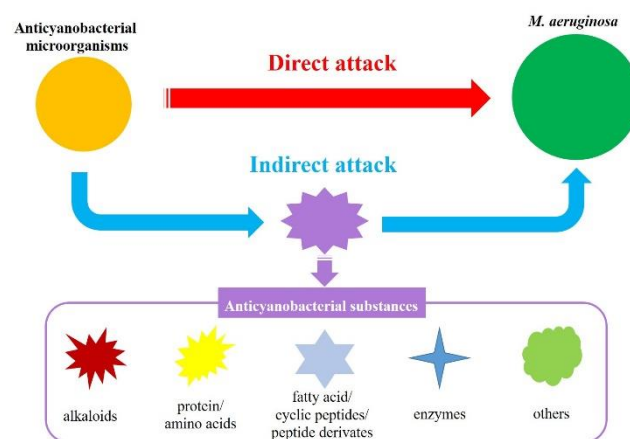 Anticyanobacterial
microorganisms
M. aeruginosa
Direct attack
Indirect attack
Anticyanobacterial substances
alkaloids
protein/
amino acids
fatty acid/
cyclic peptides/
peptide derivates
enzymes
others